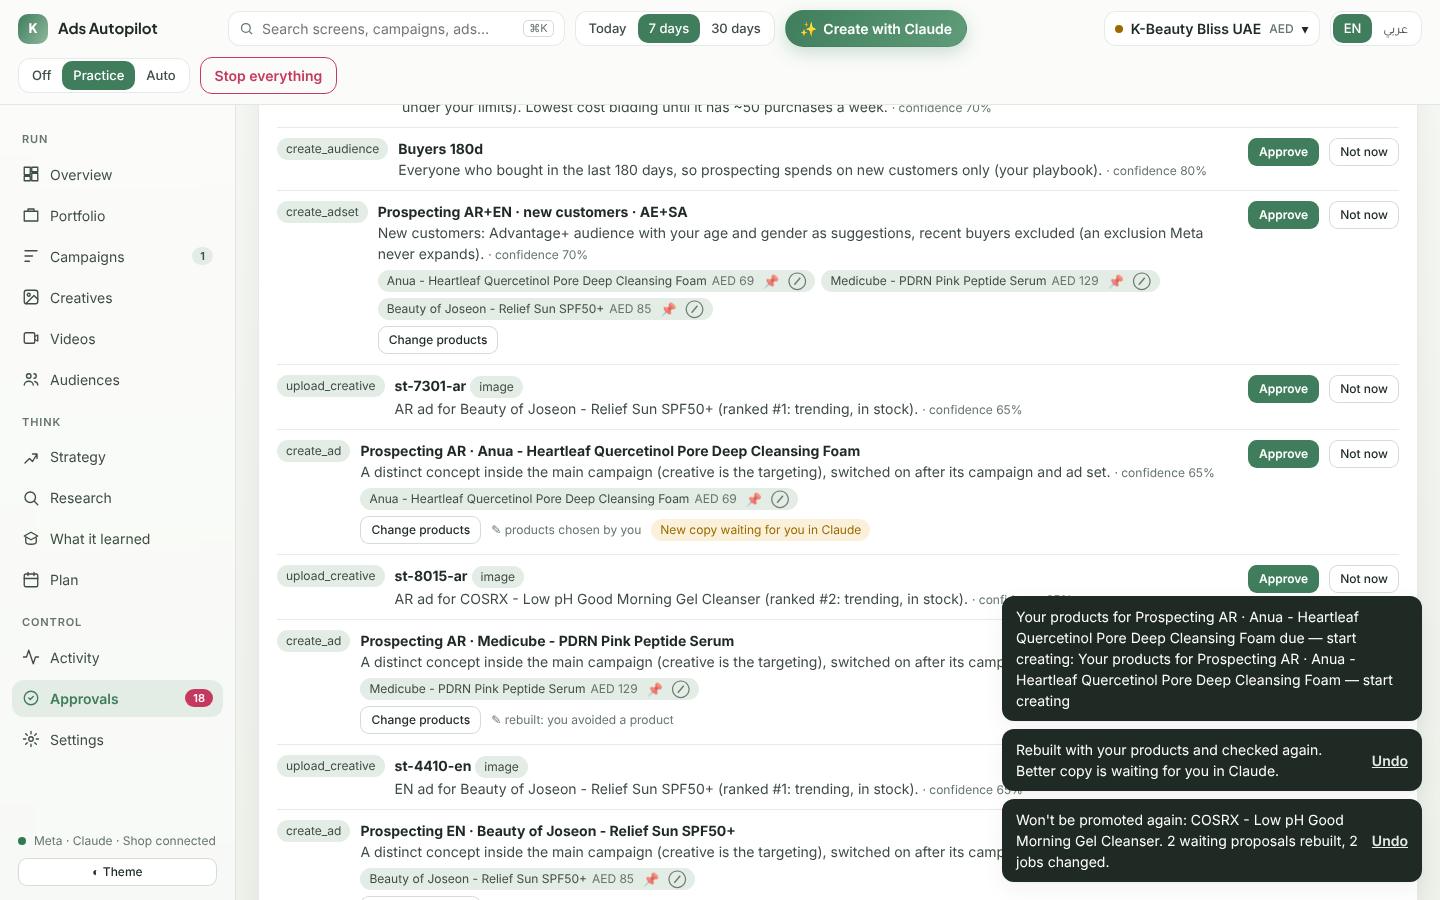 K Ads Autopilot
Search screens, campaigns, ads... ⌘K
Today 7 days 30 days
✨ Create with Claude
K-Beauty Bliss UAE AED ▾
EN عربي
Off Practice Auto
Stop everything
RUN
Overview
Portfolio
Campaigns 1
Creatives
Videos
Audiences
THINK
Strategy
Research
What it learned
Plan
CONTROL
Activity
Approvals 18
Settings
Meta · Claude · Shop connected
Theme
under your limits). Lowest cost bidding until it has ~50 purchases a week. · confidence 70%
create_audience Buyers 180d Approve Not now
Everyone who bought in the last 180 days, so prospecting spends on new customers only (your playbook). · confidence 80%
create_adset Prospecting AR+EN · new customers · AE+SA Approve Not now
New customers: Advantage+ audience with your age and gender as suggestions, recent buyers excluded (an exclusion Meta
never expands). · confidence 70%
Anua - Heartleaf Quercetinol Pore Deep Cleansing Foam AED 69 📌 Medicube - PDRN Pink Peptide Serum AED 129 📌
Beauty of Joseon - Relief Sun SPF50+ AED 85 📌
Change products
upload_creative st-7301-ar image Approve Not now
AR ad for Beauty of Joseon - Relief Sun SPF50+ (ranked #1: trending, in stock). · confidence 65%
create_ad Prospecting AR · Anua - Heartleaf Quercetinol Pore Deep Cleansing Foam Approve Not now
A distinct concept inside the main campaign (creative is the targeting), switched on after its campaign and ad set. · confidence 65%
Anua - Heartleaf Quercetinol Pore Deep Cleansing Foam AED 69 📌
Change products ✎ products chosen by you New copy waiting for you in Claude
upload_creative st-8015-ar image Approve Not now
AR ad for COSRX - Low pH Good Morning Gel Cleanser (ranked #2: trending, in stock).
create_ad Prospecting AR · Medicube - PDRN Pink Peptide Serum
A distinct concept inside the main campaign (creative is the targeting), switched on after its
Medicube - PDRN Pink Peptide Serum AED 129 📌
Change products ✎ rebuilt: you avoided a product
upload_creative st-4410-en image
EN ad for Beauty of Joseon - Relief Sun SPF50+ (ranked #1: trending, in stock). · confidence 65%
create_ad Prospecting EN · Beauty of Joseon - Relief Sun SPF50+
A distinct concept inside the main campaign (creative is the targeting), switched on after its
Beauty of Joseon - Relief Sun SPF50+ AED 85 📌
Your products for Prospecting AR · Anua - Heartleaf
Quercetinol Pore Deep Cleansing Foam due — start
creating: Your products for Prospecting AR · Anua -
Heartleaf Quercetinol Pore Deep Cleansing Foam — start
creating
Rebuilt with your products and checked again.
Better copy is waiting for you in Claude. Undo
Won't be promoted again: COSRX - Low pH Good
Morning Gel Cleanser. 2 waiting proposals rebuilt, 2 Undo
jobs changed.